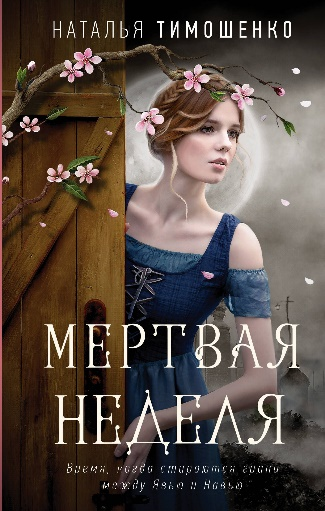 НАТАЛЬЯ ТИМОШЕНКО
МЕРТВАЯ
НЕДЕЛЯ
Время, когда стираются грани
между Явью и Навью